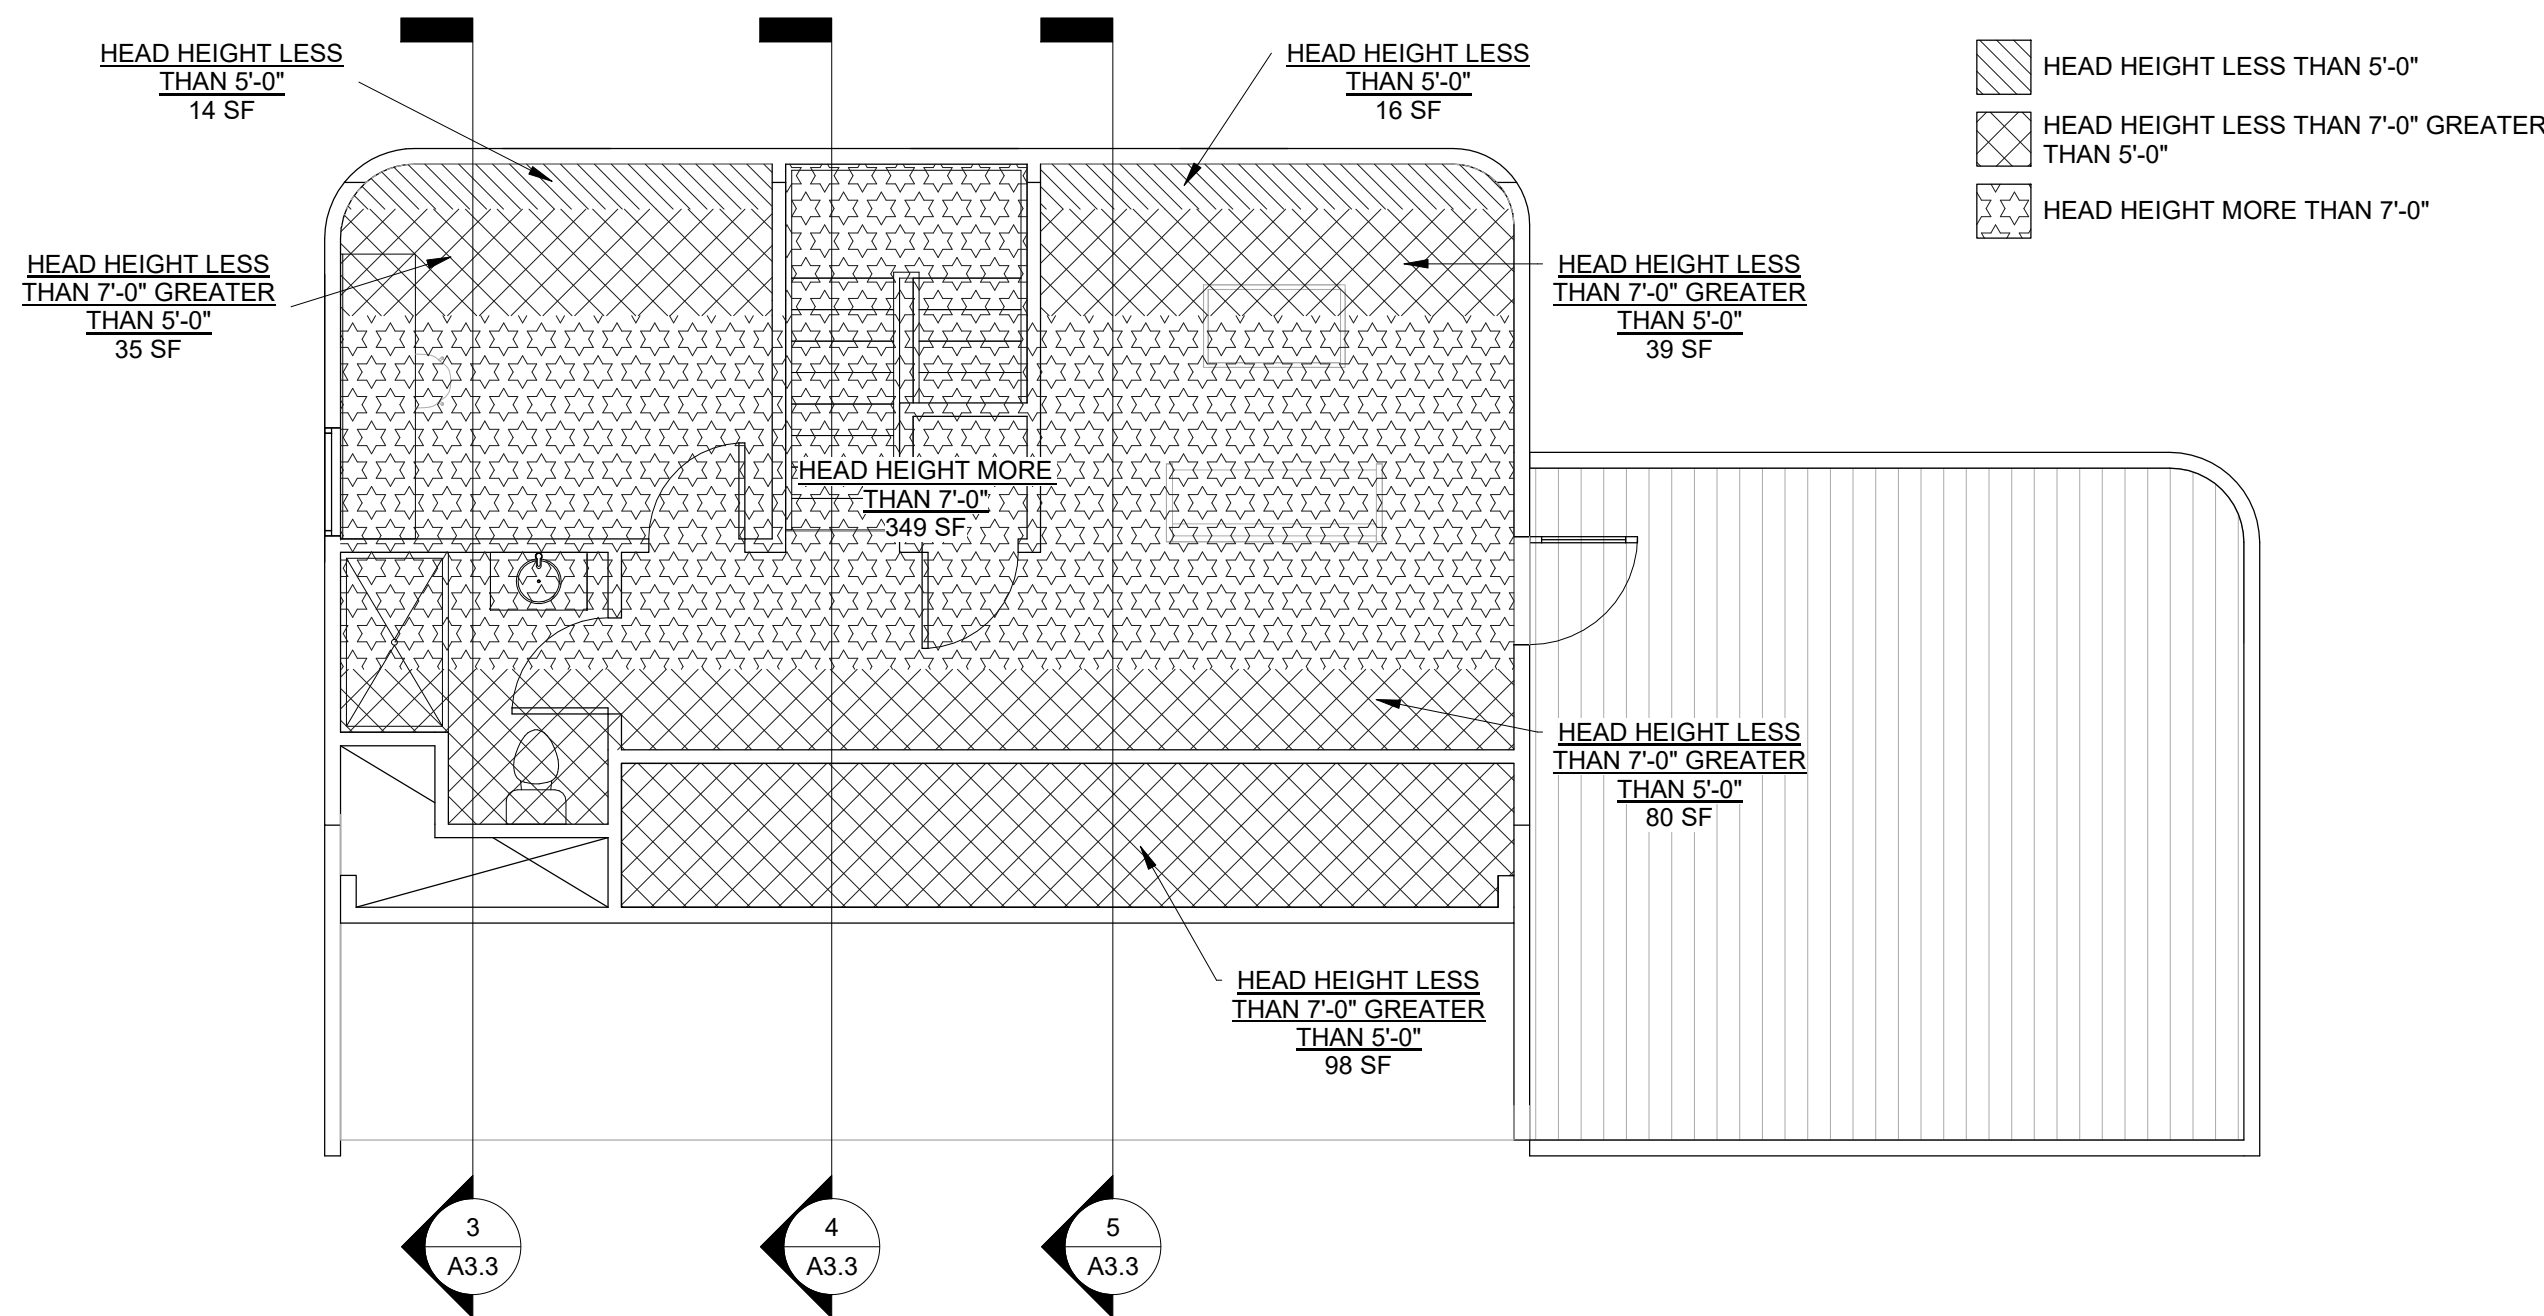 HEAD HEIGHT LESS
THAN 5'-0"
14 SF
HEAD HEIGHT LESS
THAN 5'-0"
16 SF
HEAD HEIGHT LESS THAN 5'-0"
HEAD HEIGHT LESS THAN 7'-0" GREATER
THAN 5'-0"
HEAD HEIGHT MORE THAN 7'-0"
HEAD HEIGHT LESS
THAN 7'-0" GREATER
THAN 5'-0"
35 SF
HEAD HEIGHT LESS
THAN 7'-0" GREATER
THAN 5'-0"
39 SF
HEAD HEIGHT MORE
THAN 7'-0"
349 SF
HEAD HEIGHT LESS
THAN 7'-0" GREATER
THAN 5'-0"
80 SF
HEAD HEIGHT LESS
THAN 7'-0" GREATER
THAN 5'-0"
98 SF
3
A3.3
4
A3.3
5
A3.3